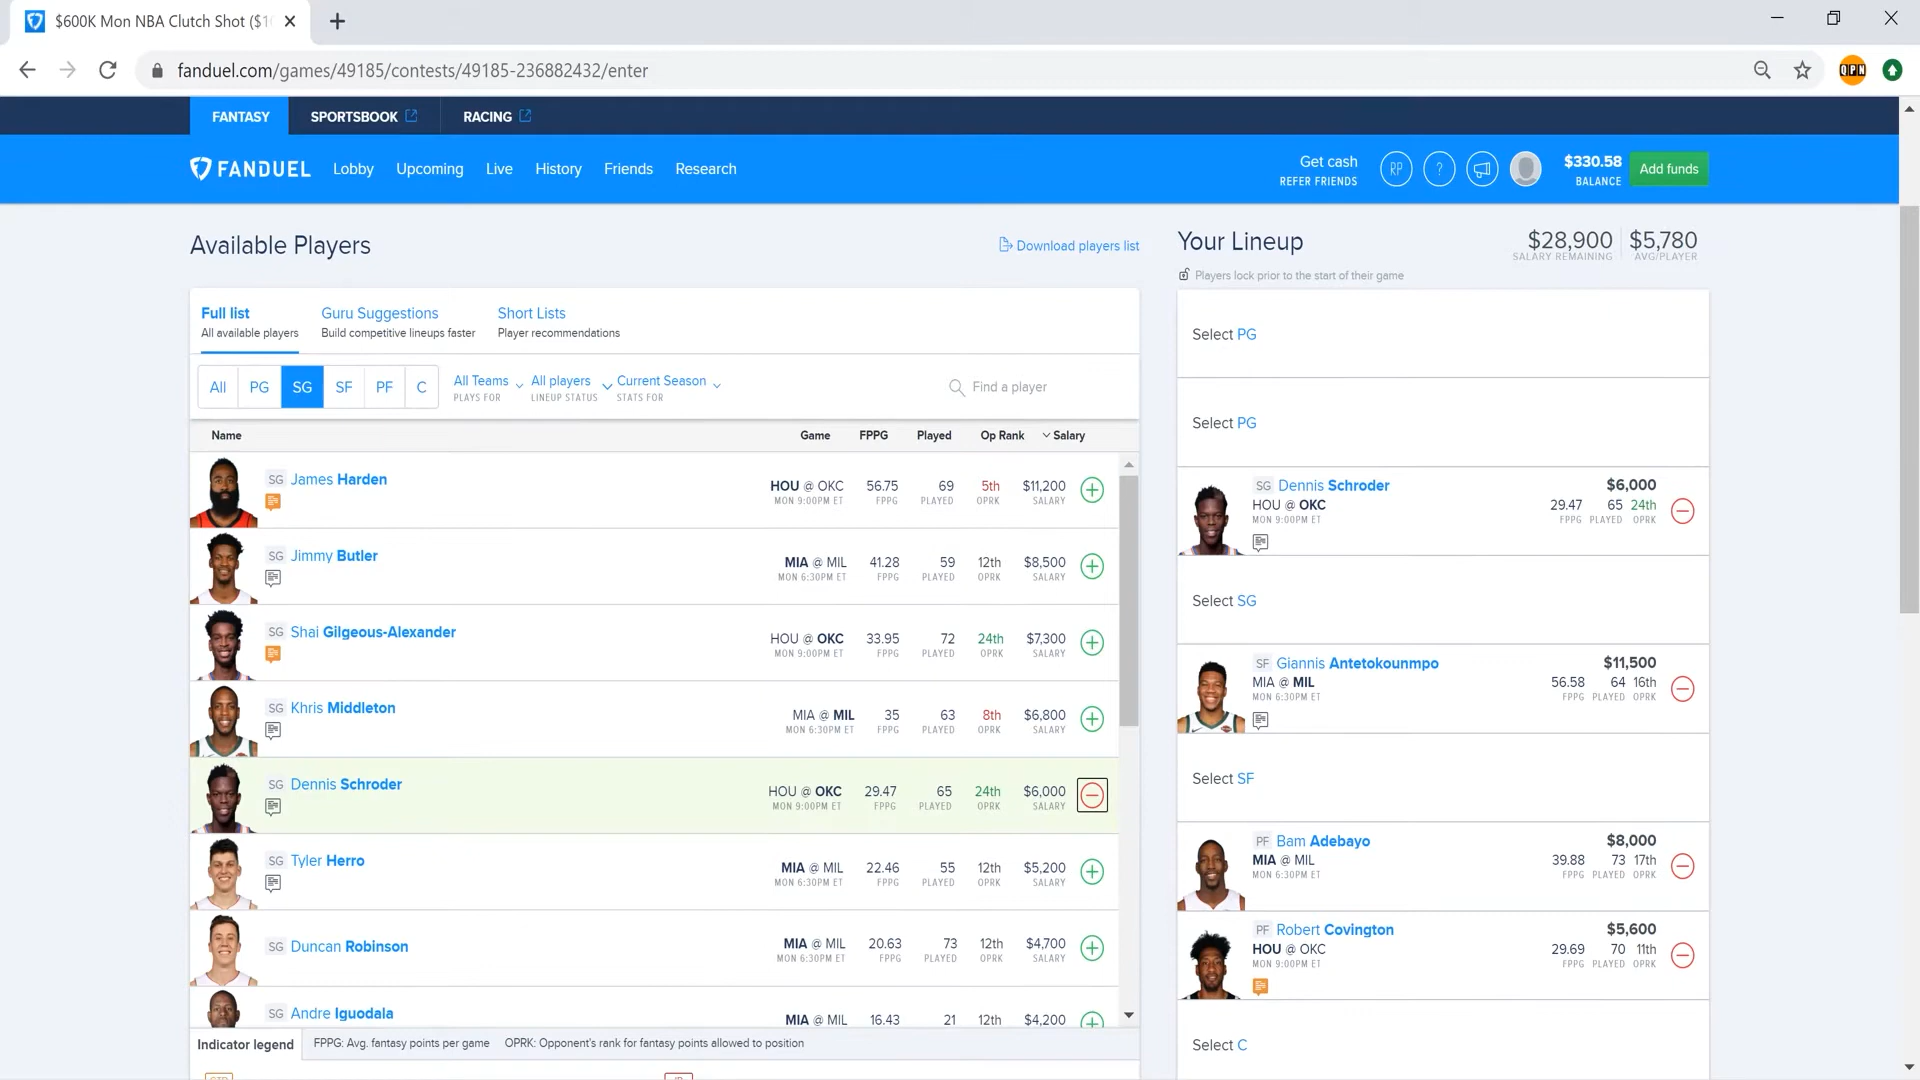 $600K Mon NBA Clutch Shot ($1
fanduel.com/games/49185/contests/49185-236882432/enter
QPN
FANTASY SPORTSBOOK RACING
FANDUEL Lobby Upcoming Live History Friends Research
Get cash
REFER FRIENDS
RP
?
$330.58
BALANCE
Add funds
Available Players
Download players list
Full list
All available players
Guru Suggestions
Build competitive lineups faster
Short Lists
Player recommendations
All PG SG SF PF C
All Teams
PLAYS FOR
All players
LINEUP STATUS
Current Season
STATS FOR
Find a player
Name Game FPPG Played Op Rank Salary
SG James Harden HOU @ OKC 56.75 69 5th $11,200
MON 9:00PM ET FPPG PLAYED OPRK SALARY
SG Jimmy Butler MIA @ MIL 41.28 59 12th $8,500
MON 6:30PM ET FPPG PLAYED OPRK SALARY
SG Shai Gilgeous-Alexander HOU @ OKC 33.95 72 24th $7,300
MON 9:00PM ET FPPG PLAYED OPRK SALARY
SG Khris Middleton MIA @ MIL 35 63 8th $6,800
MON 6:30PM ET FPPG PLAYED OPRK SALARY
SG Dennis Schroder HOU @ OKC 29.47 65 24th $6,000
MON 9:00PM ET FPPG PLAYED OPRK SALARY
SG Tyler Herro MIA @ MIL 22.46 55 12th $5,200
MON 6:30PM ET FPPG PLAYED OPRK SALARY
SG Duncan Robinson MIA @ MIL 20.63 73 12th $4,700
MON 6:30PM ET FPPG PLAYED OPRK SALARY
SG Andre Iguodala MIA @ MIL 16.43 21 12th $4,200
Indicator legend FPPG: Avg. fantasy points per game OPRK: Opponent's rank for fantasy points allowed to position
Your Lineup
$28,900 $5,780
SALARY REMAINING AVG/PLAYER
Players lock prior to the start of their game
Select PG
Select PG
SG Dennis Schroder $6,000
HOU @ OKC 29.47 65 24th
MON 9:00PM ET FPPG PLAYED OPRK
Select SG
SF Giannis Antetokounmpo $11,500
MIA @ MIL 56.58 64 16th
MON 6:30PM ET FPPG PLAYED OPRK
Select SF
PF Bam Adebayo $8,000
MIA @ MIL 39.88 73 17th
MON 6:30PM ET FPPG PLAYED OPRK
PF Robert Covington $5,600
HOU @ OKC 29.69 70 11th
MON 9:00PM ET FPPG PLAYED OPRK
Select C